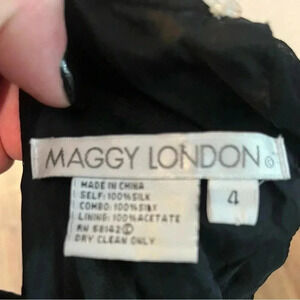 MAGGY LONDON©
MADE IN CHINA
SELF: 100% SILK
COMBO: 100% SILK
LINING: 100% ACETATE
RN 68142©
DRY CLEAN ONLY
4